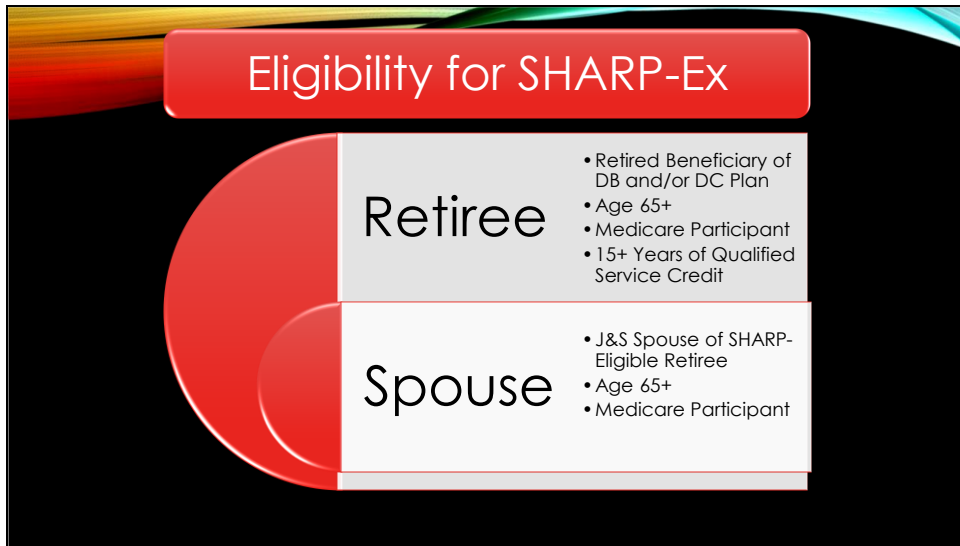 Eligibility for SHARP-Ex
Retiree
• Retired Beneficiary of
DB and/or DC Plan
• Age 65+
• Medicare Participant
• 15+ Years of Qualified
Service Credit
Spouse
• J&S Spouse of SHARP-
Eligible Retiree
• Age 65+
• Medicare Participant